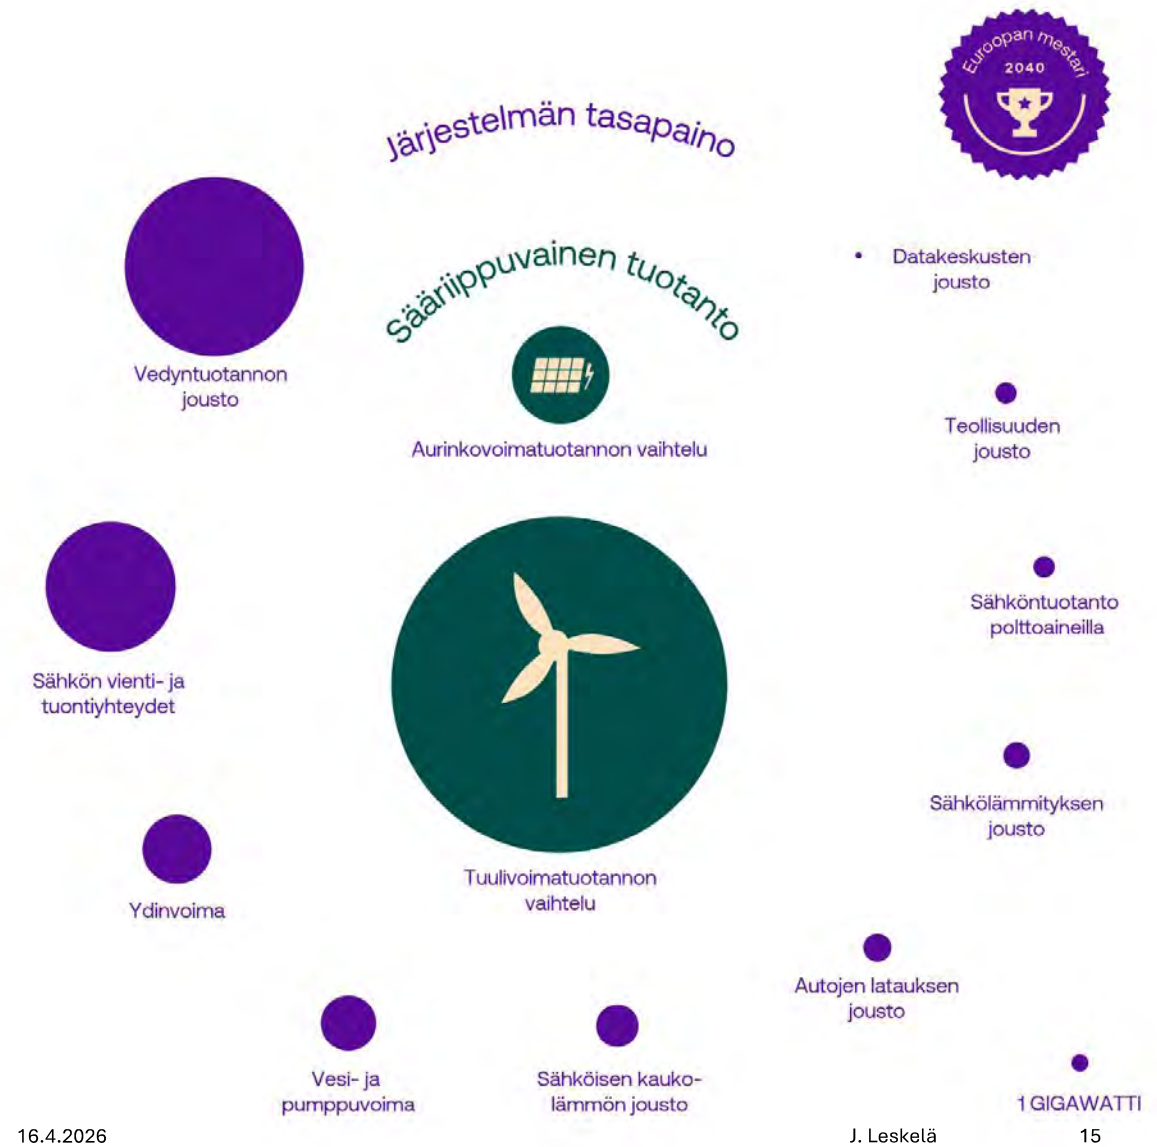 Euroopan mestari
2040
Järjestelmän tasapaino
Sääriippuvainen tuotanto
Datakeskusten
jousto
Vedyntuotannon
jousto
Aurinkovoimatuotannon vaihtelu
Teollisuuden
jousto
Sähköntuotanto
polttoaineilla
Sähkön vienti- ja
tuontiyhteydet
Sähkölämmityksen
jousto
Tuulivoimatuotannon
vaihtelu
Ydinvoima
Autojen latauksen
jousto
Vesi- ja
pumppuvoima
Sähköisen kauko-
lämmön jousto
1 GIGAWATTI
16.4.2026
J. Leskelä
15